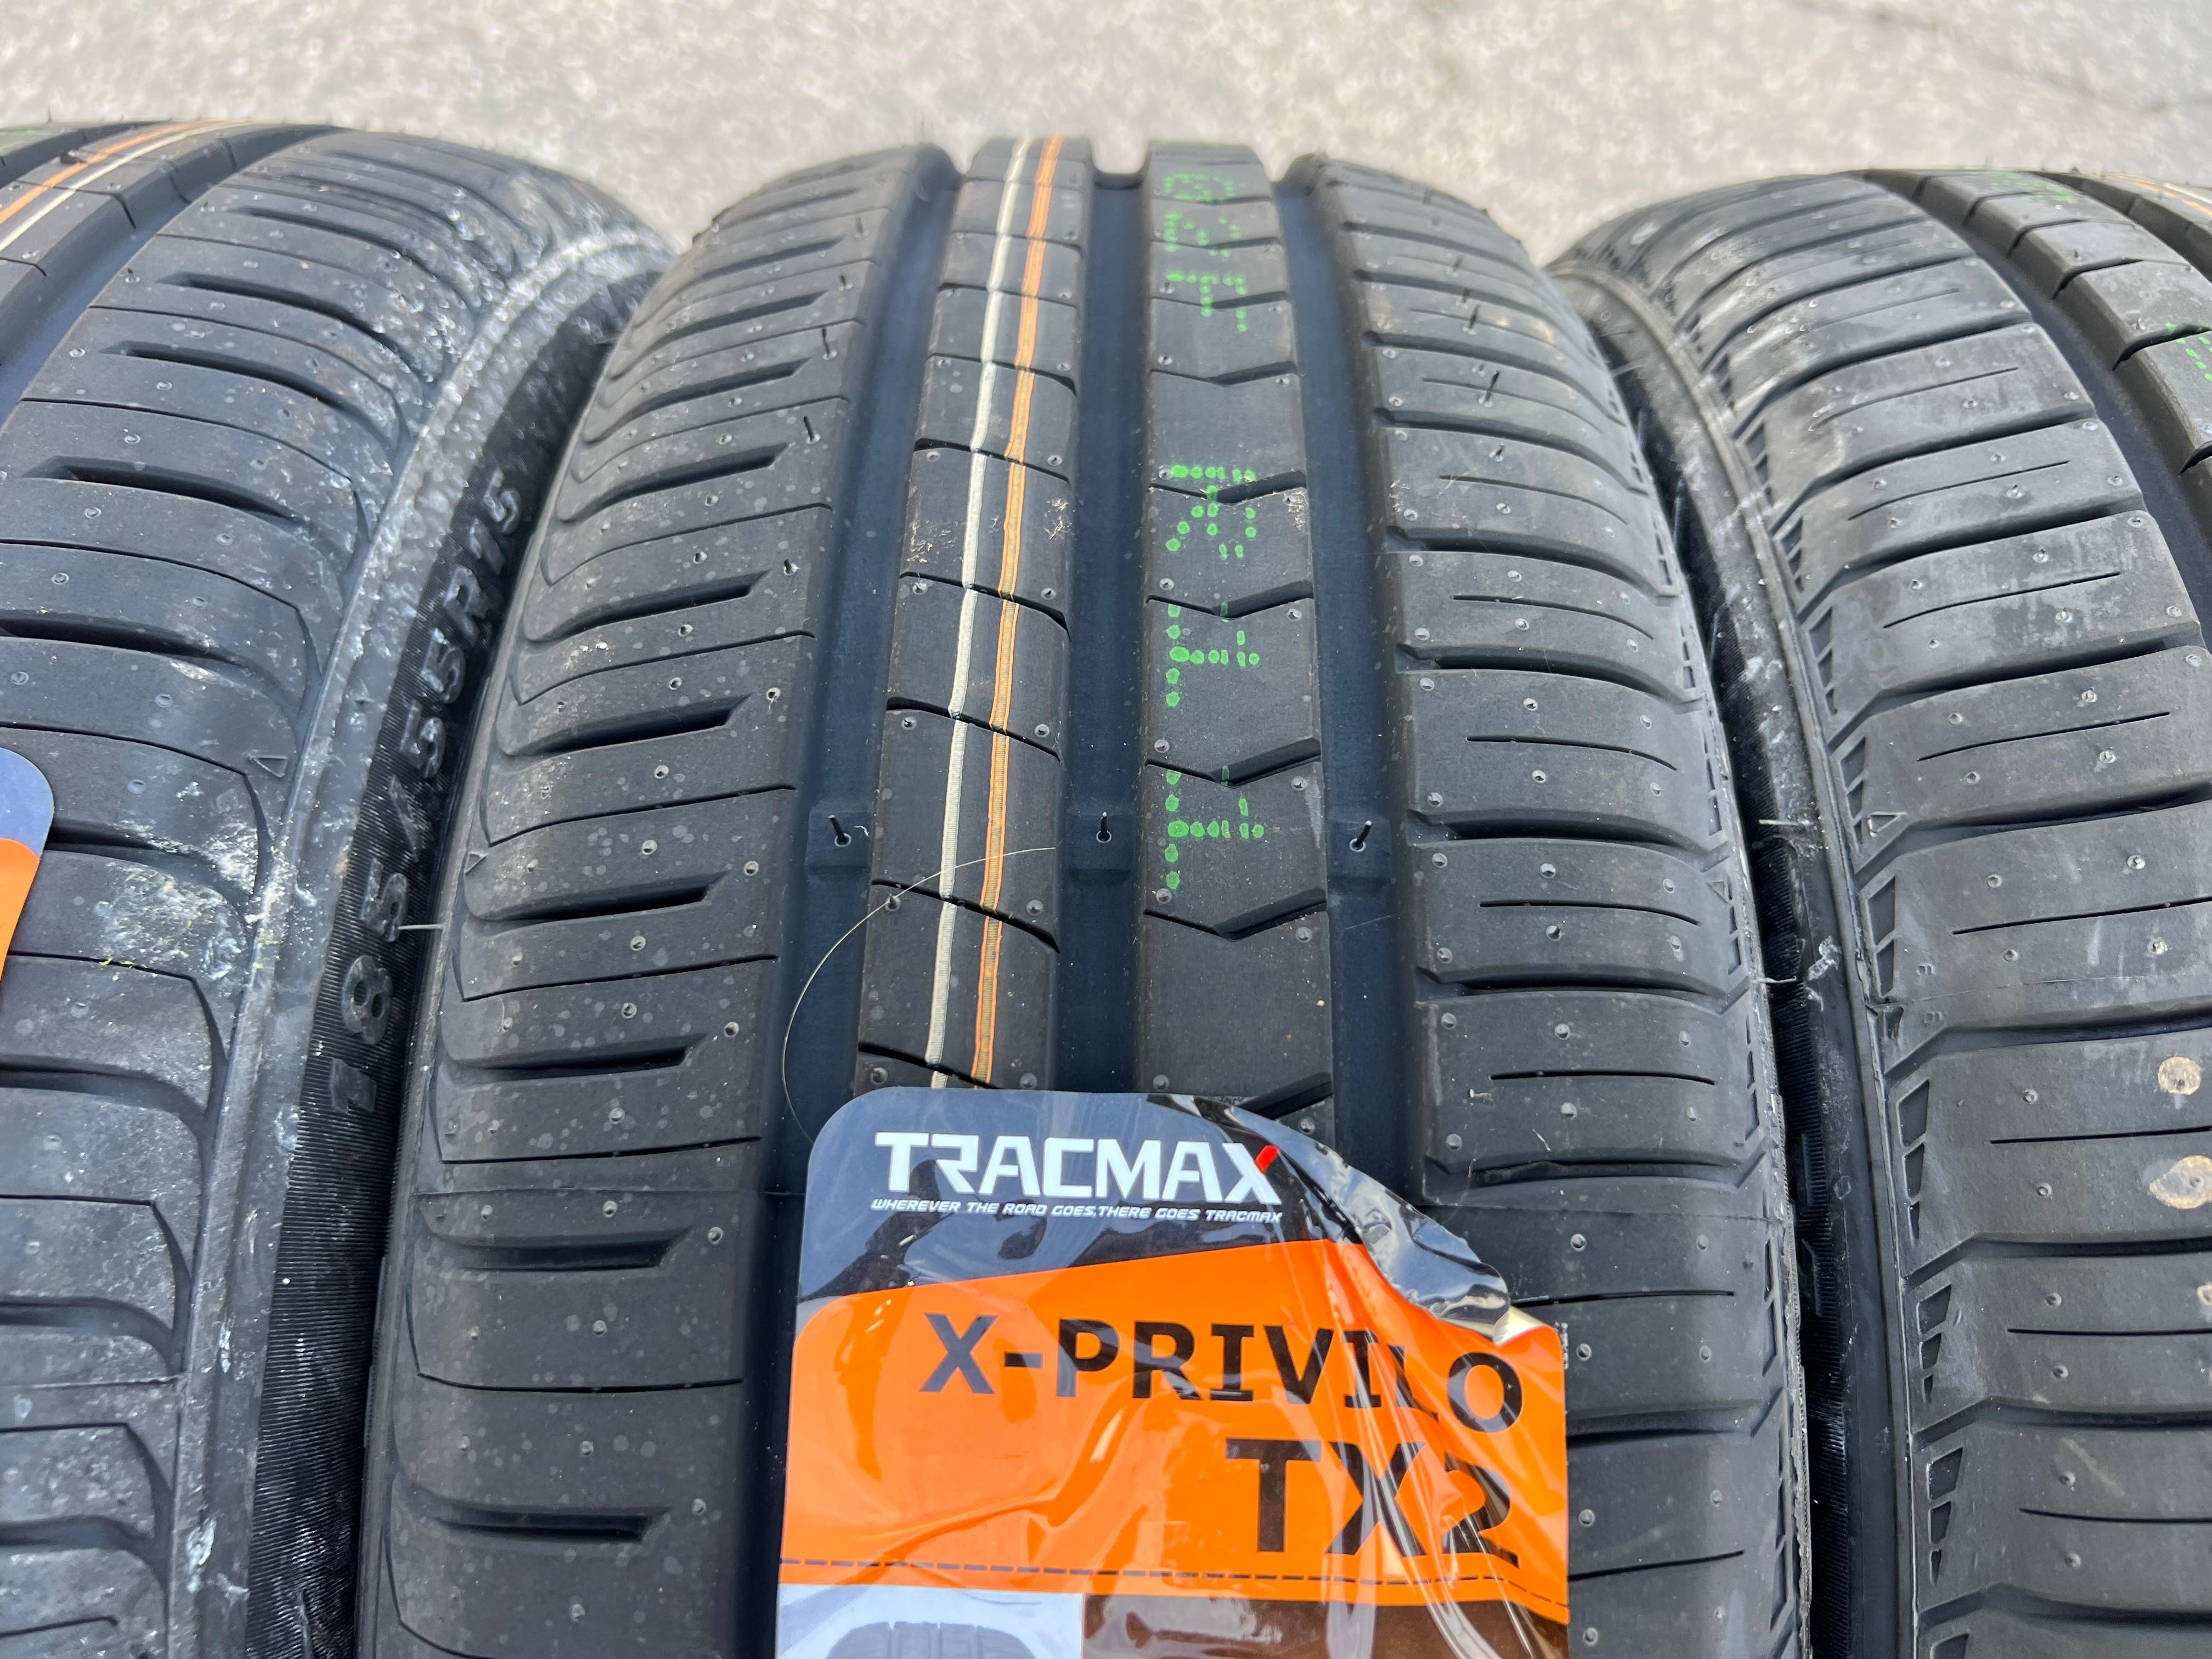 185/55R15
TRACMAX
WHEREVER THE ROAD GOES,THERE GOES TRACMAX
X-PRIVILO
TX2